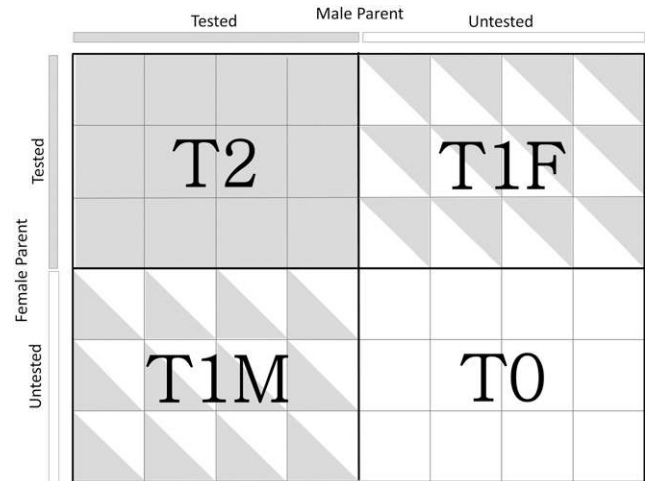 Male Parent
Tested
Untested
Female Parent
Tested
Untested
T2
T1F
T1M
T0